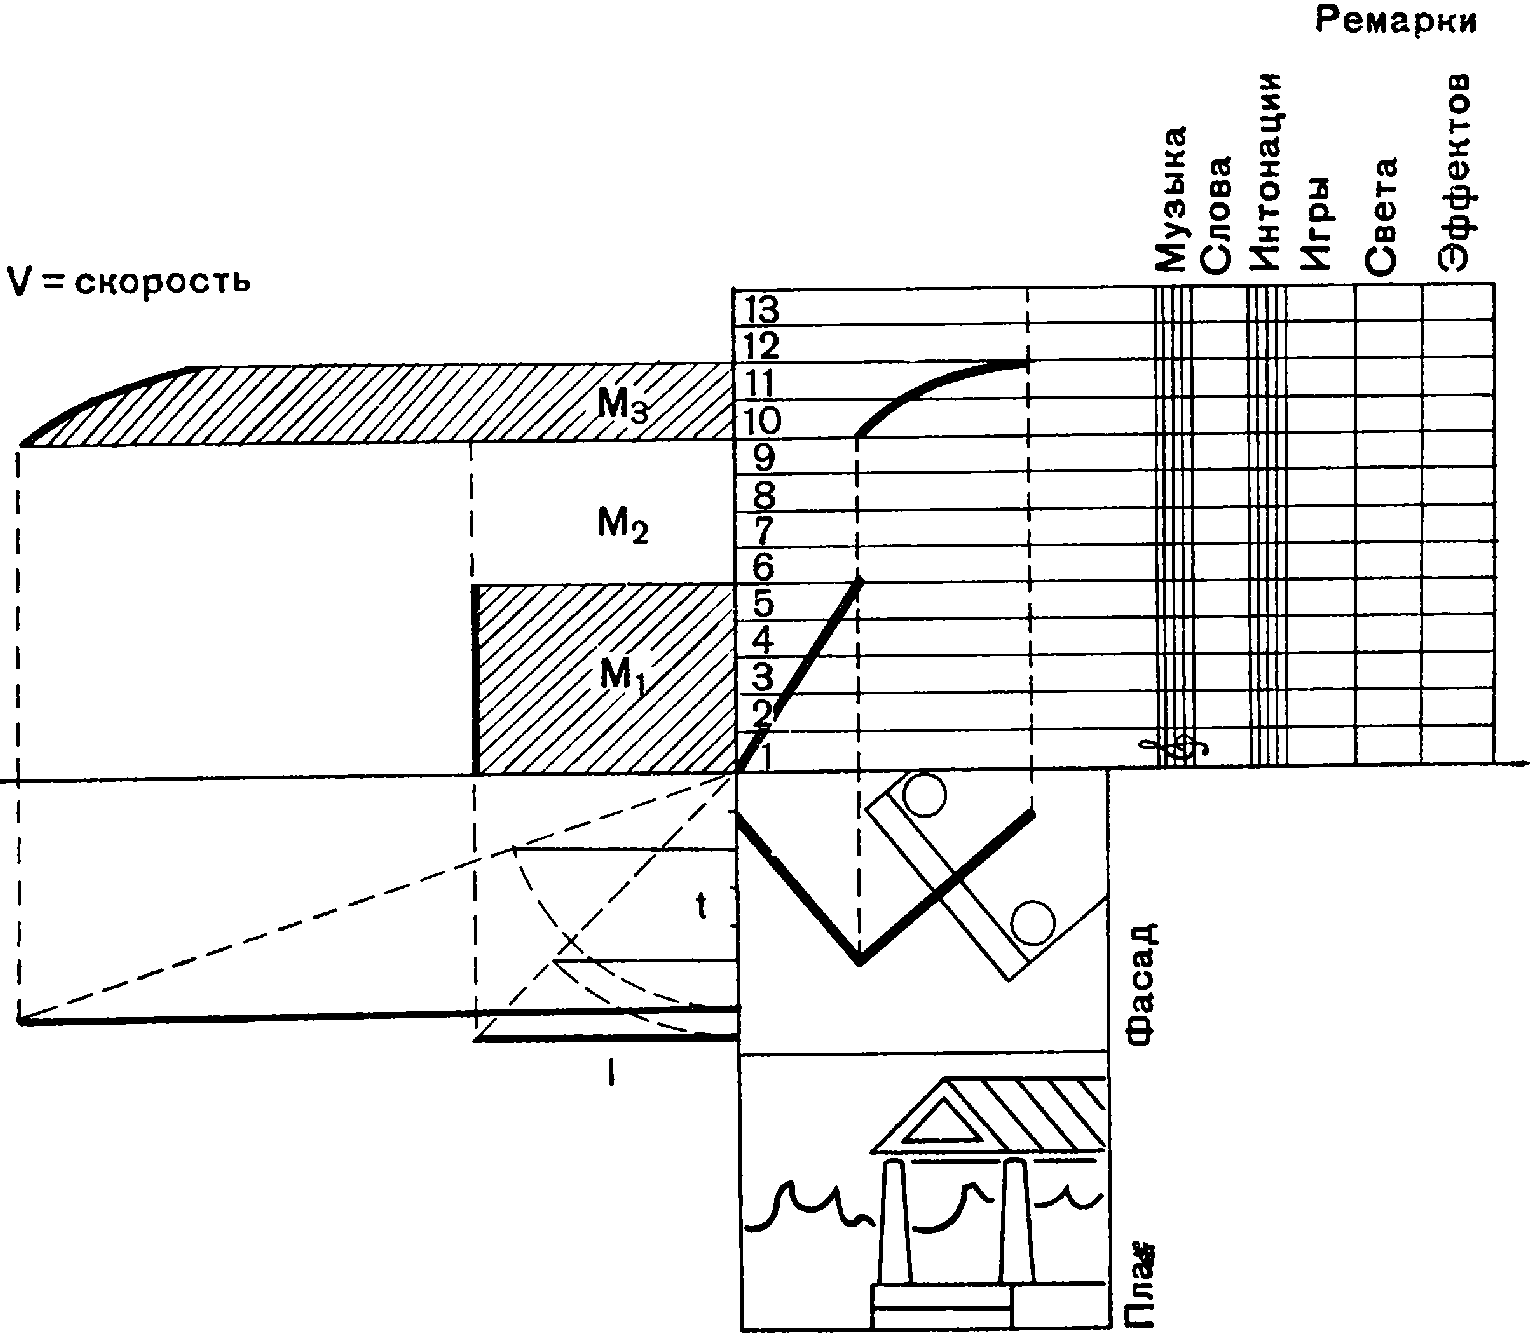 Ремарки
Музыка
Слова
Интонации
Игры
Света
Эффектов
V = скорость
13
12
11
10
9
8
7
6
5
4
3
2
1
M3
M2
M1
t
l
Фасад
План